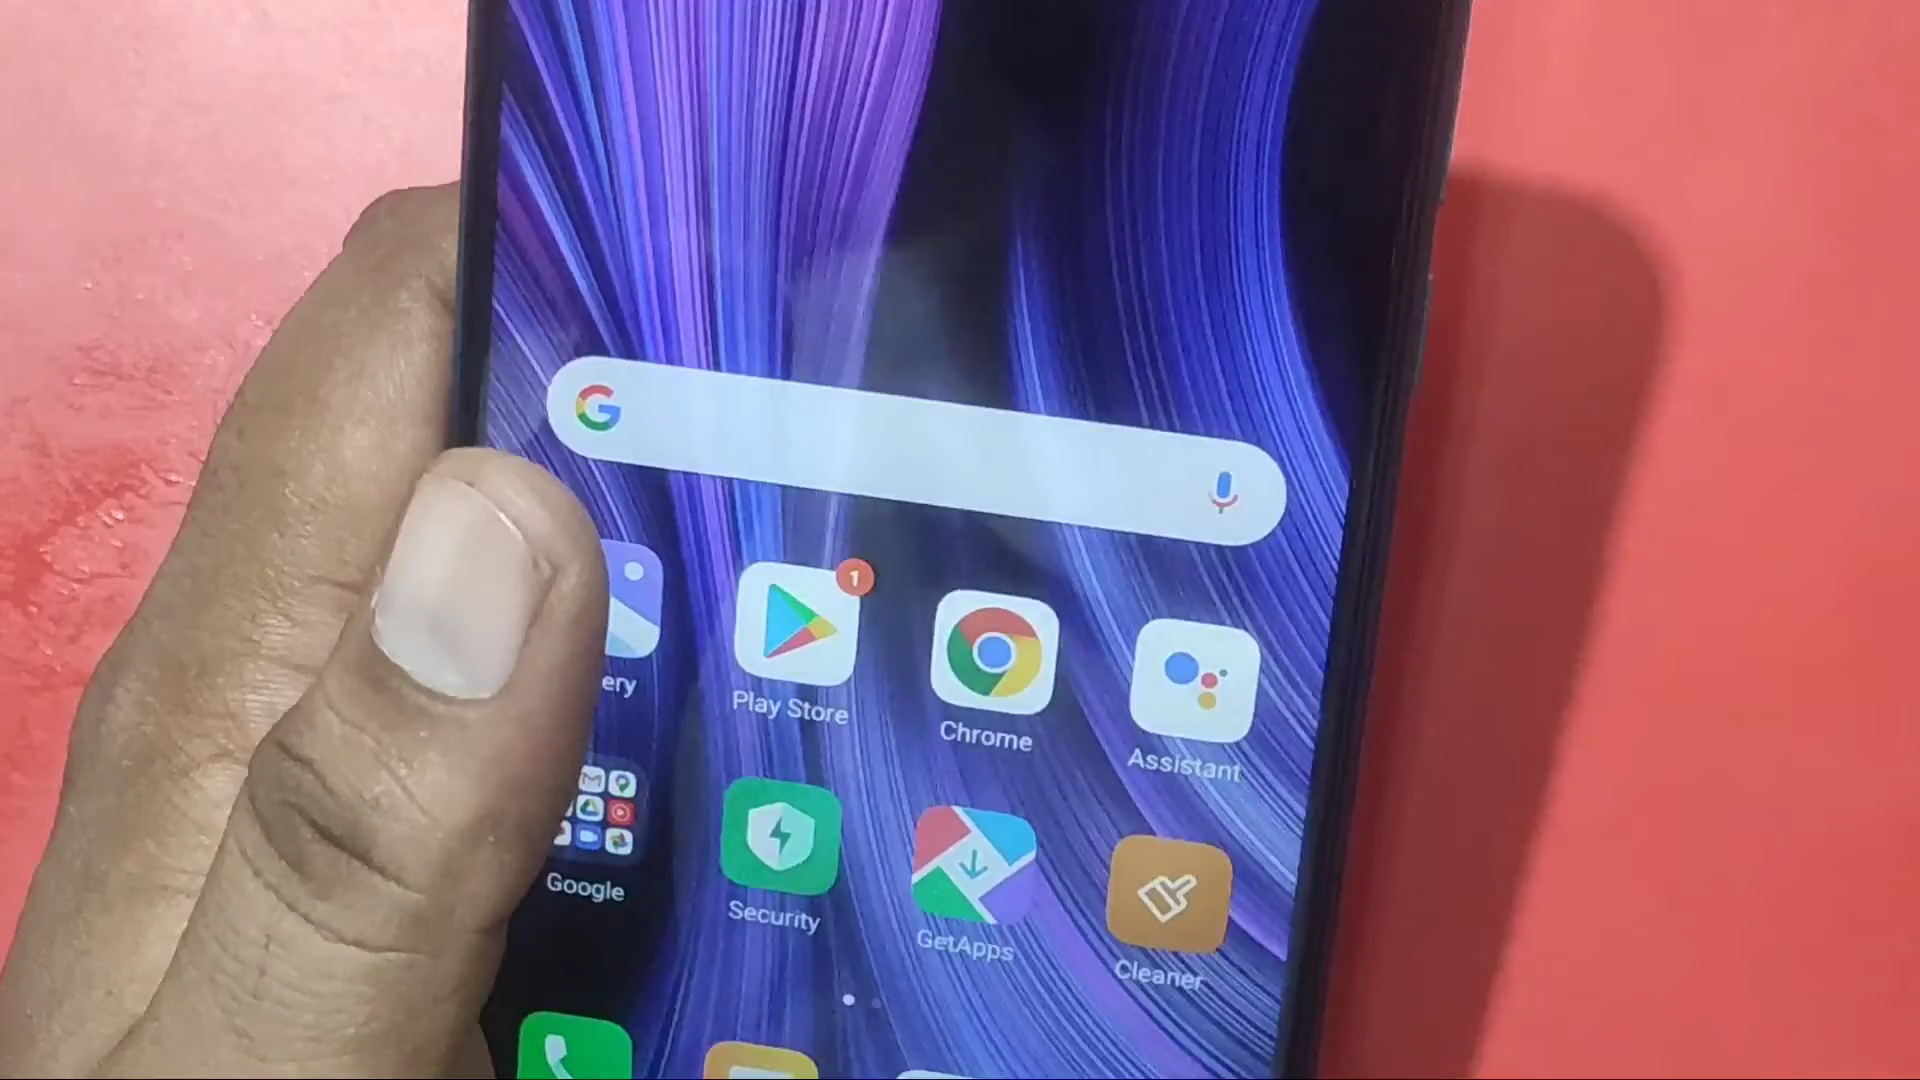 G
1
ery
Play Store
Chrome
Assistant
Google
Security
GetApps
Cleaner